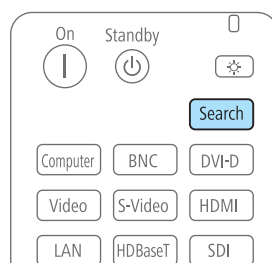 On Standby
Search
Computer BNC DVI-D
Video S-Video HDMI
LAN HDBaseT SDI